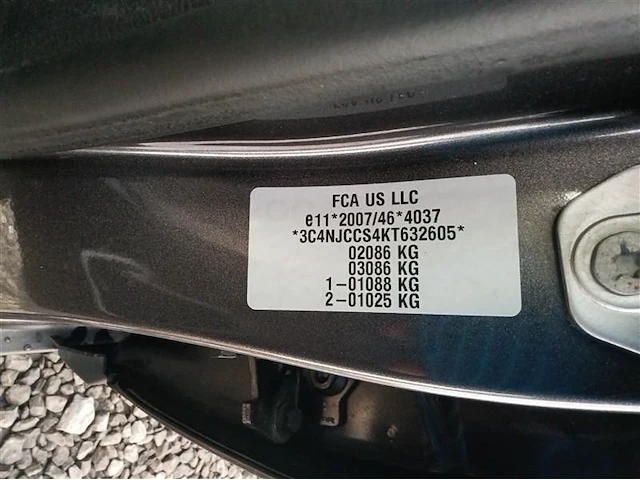 FCA US LLC
e11*2007/46*4037
*3C4NJCCS4KT632605*
02086 KG
03086 KG
1-01088 KG
2-01025 KG